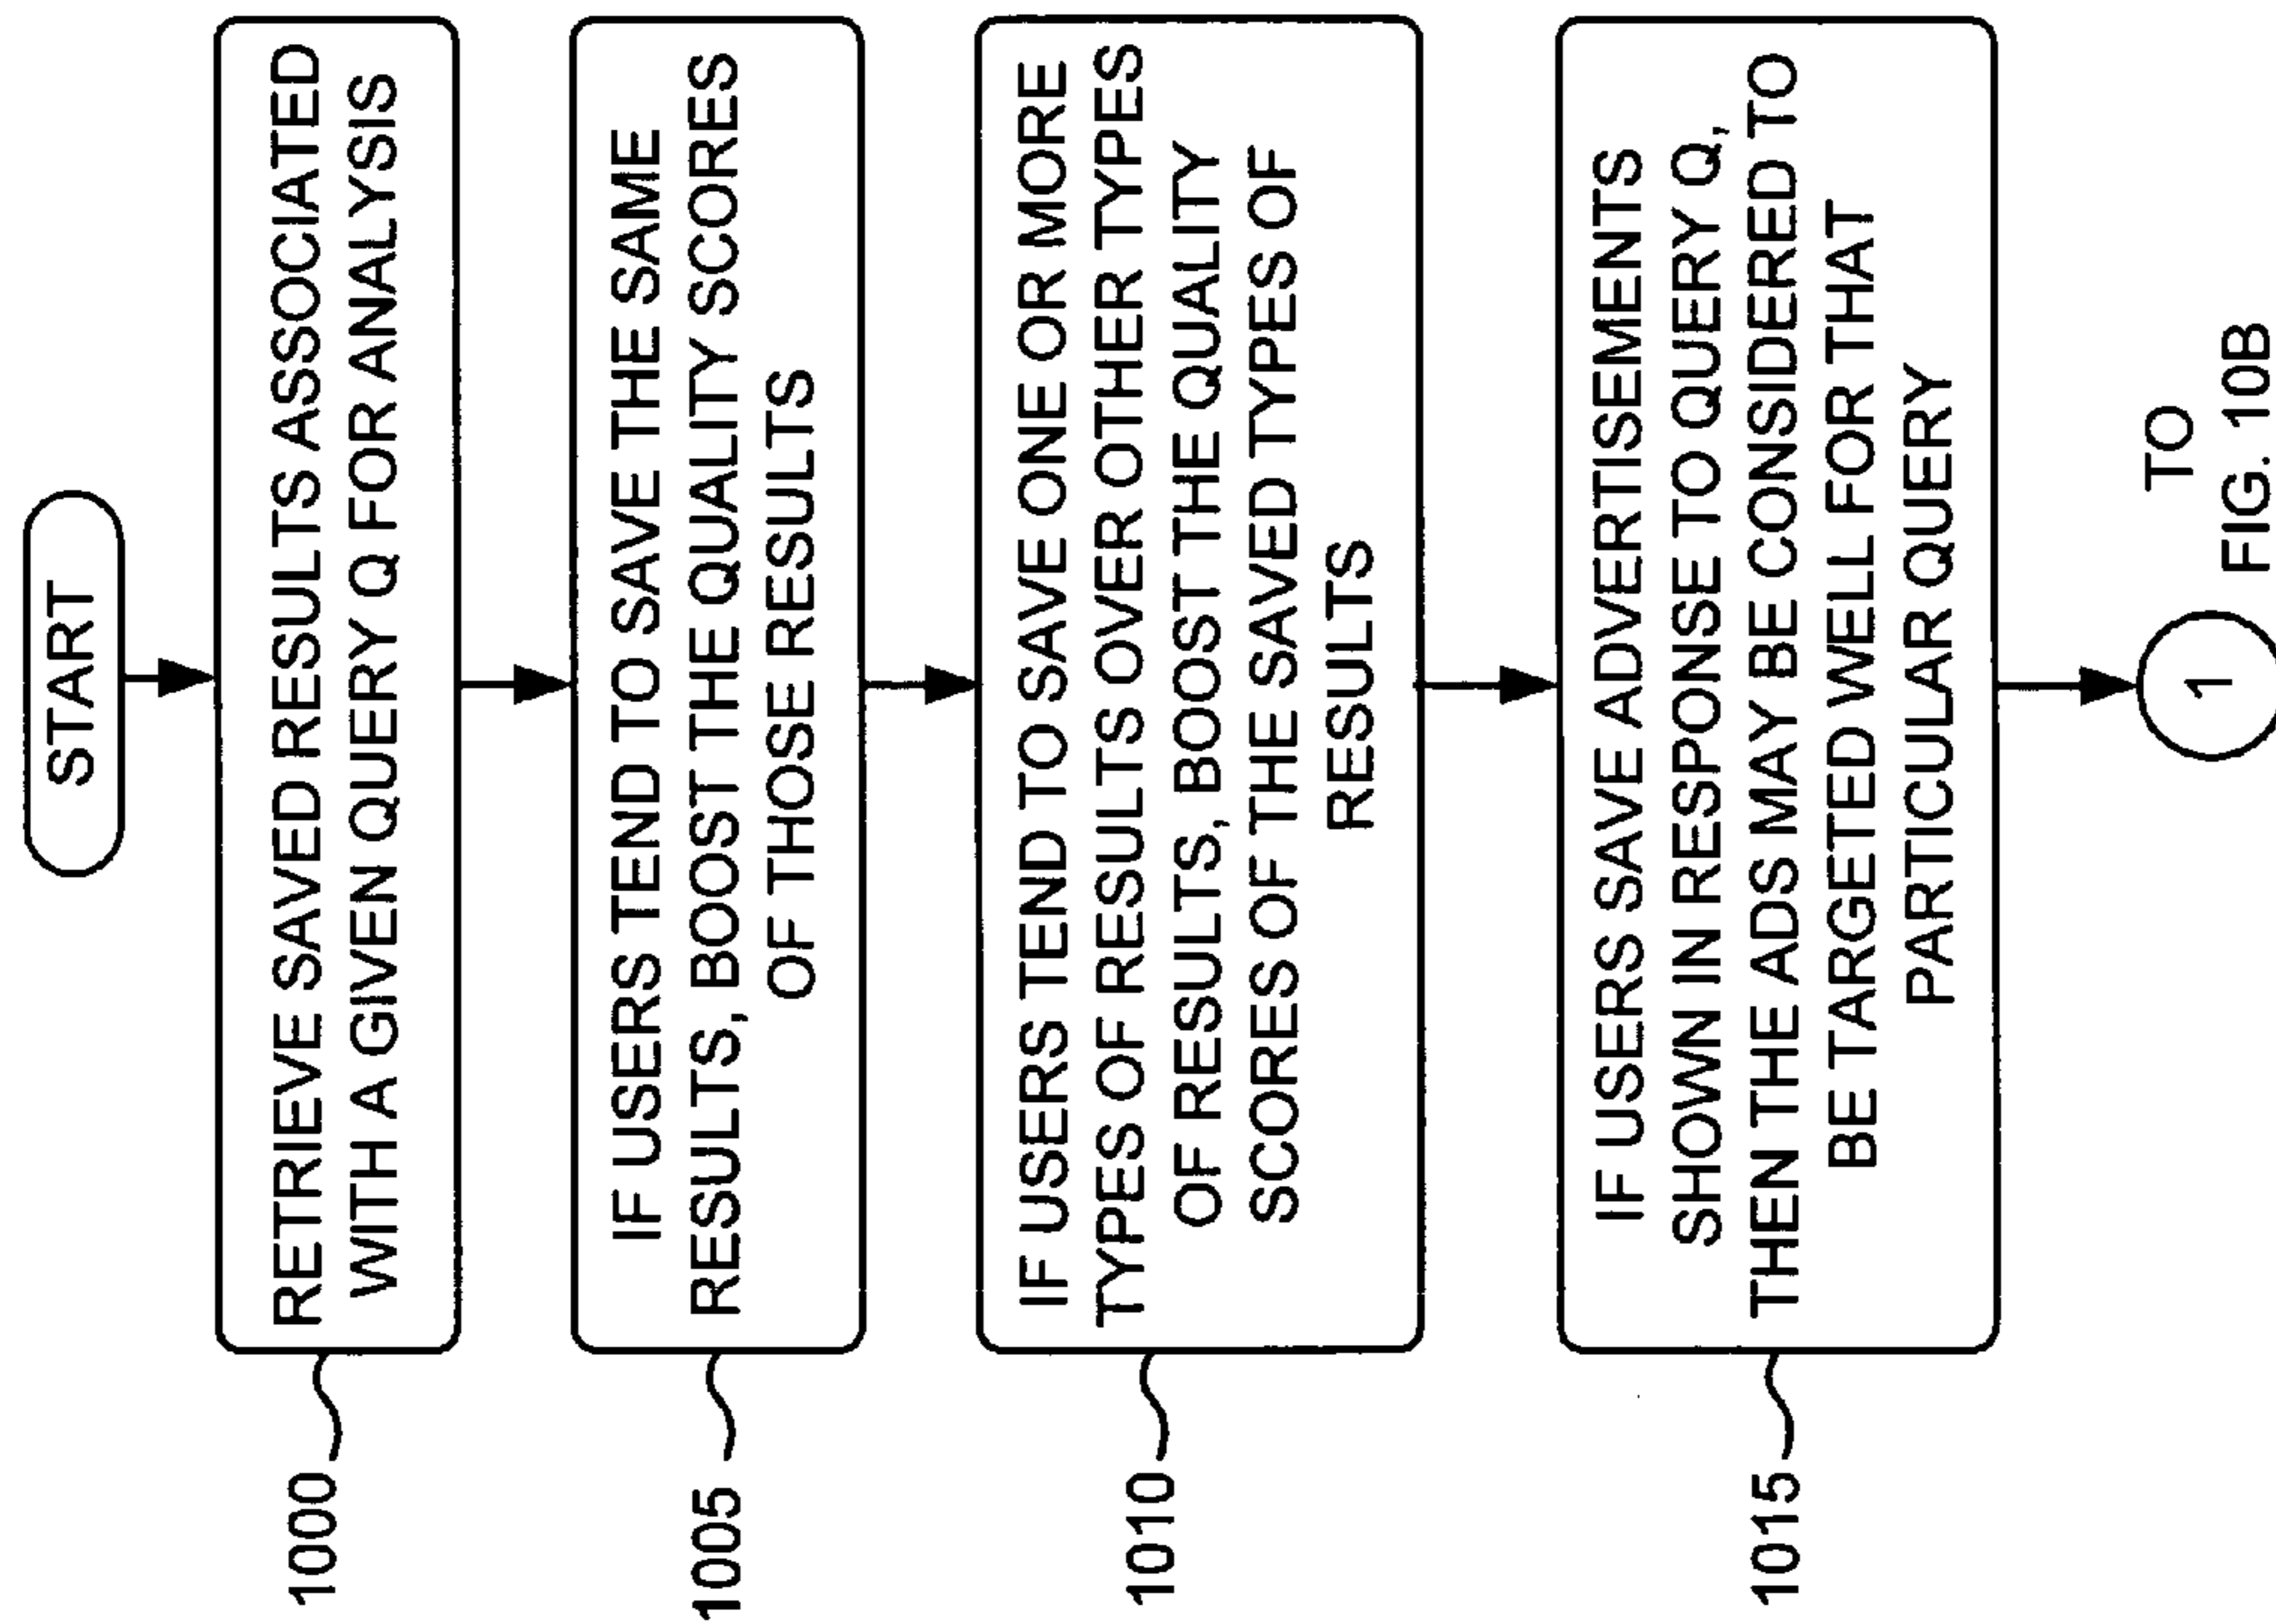 START
1000
RETRIEVE SAVED RESULTS ASSOCIATED
WITH A GIVEN QUERY Q FOR ANALYSIS
1005
IF USERS TEND TO SAVE THE SAME
RESULTS, BOOST THE QUALITY SCORES
OF THOSE RESULTS
1010
IF USERS TEND TO SAVE ONE OR MORE
TYPES OF RESULTS OVER OTHER TYPES
OF RESULTS, BOOST THE QUALITY
SCORES OF THE SAVED TYPES OF
RESULTS
1015
IF USERS SAVE ADVERTISEMENTS
SHOWN IN RESPONSE TO QUERY Q,
THEN THE ADS MAY BE CONSIDERED TO
BE TARGETED WELL FOR THAT
PARTICULAR QUERY
1
TO
FIG. 10B